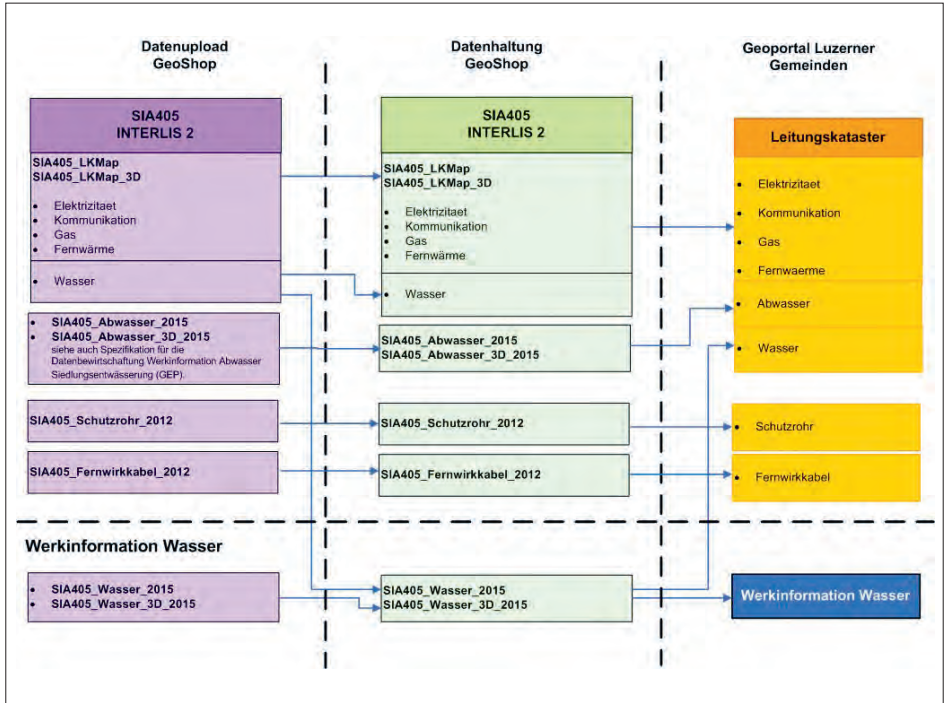 Datenupload
GeoShop
Datenhaltung
GeoShop
Geoportal Luzerner
Gemeinden
SIA405
INTERLIS 2
SIA405_LKMap
SIA405_LKMap_3D
• Elektrizitaet
• Kommunikation
• Gas
• Fernwärme
• Wasser
• SIA405_Abwasser_2015
• SIA405_Abwasser_3D_2015
siehe auch Spezifikation für die
Datenbewirtschaftung Werkinformation Abwasser
Siedlungsentwässerung (GEP).
SIA405_Schutzrohr_2012
SIA405_Fernwirkkabel_2012
SIA405
INTERLIS 2
SIA405_LKMap
SIA405_LKMap_3D
• Elektrizitaet
• Kommunikation
• Gas
• Fernwärme
• Wasser
SIA405_Abwasser_2015
SIA405_Abwasser_3D_2015
SIA405_Schutzrohr_2012
SIA405_Fernwirkkabel_2012
Leitungskataster
• Elektrizitaet
• Kommunikation
• Gas
• Fernwaerme
• Abwasser
• Wasser
• Schutzrohr
• Fernwirkkabel
Werkinformation Wasser
• SIA405_Wasser_2015
• SIA405_Wasser_3D_2015
SIA405_Wasser_2015
SIA405_Wasser_3D_2015
Werkinformation Wasser